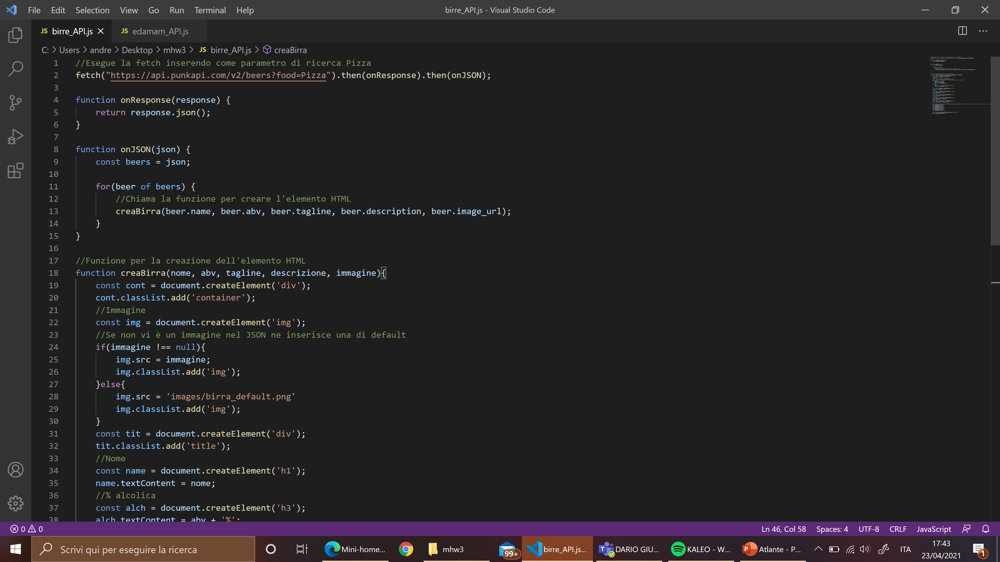 File Edit Selection View Go Run Terminal Help
birre_API.js - Visual Studio Code
JS birre_API.js
JS edamam_API.js
C: > Users > andre > Desktop > mhw3 > JS birre_API.js > creaBirra
1 //Esegue la fetch inserendo come parametro di ricerca Pizza
2 fetch("https://api.punkapi.com/v2/beers?food=Pizza").then(onResponse).then(onJSON);
3
4 function onResponse(response) {
5     return response.json();
6 }
7
8 function onJSON(json) {
9     const beers = json;
10
11     for(beer of beers) {
12         //Chiama la funzione per creare l'elemento HTML
13         creaBirra(beer.name, beer.abv, beer.tagline, beer.description, beer.image_url);
14     }
15 }
16
17 //Funzione per la creazione dell'elemento HTML
18 function creaBirra(nome, abv, tagline, descrizione, immagine){
19     const cont = document.createElement('div');
20     cont.classList.add('container');
21     //Immagine
22     const img = document.createElement('img');
23     //Se non vi è un immagine nel JSON ne inserisce una di default
24     if(immagine !== null){
25         img.src = immagine;
26         img.classList.add('img');
27     }else{
28         img.src = 'images/birra_default.png'
29         img.classList.add('img');
30     }
31     const tit = document.createElement('div');
32     tit.classList.add('title');
33     //Nome
34     const name = document.createElement('h1');
35     name.textContent = nome;
36     //% alcolica
37     const alch = document.createElement('h3');
38     alch.textContent = abv + '%';
0 0
Ln 46, Col 58 Spaces: 4 UTF-8 CRLF JavaScript
Scrivi qui per eseguire la ricerca
Mini-home...
mhw3
99+
birre_API.js...
DARIO GIU...
KALEO - W...
Atlante - P...
ITA
17:43
23/04/2021
1